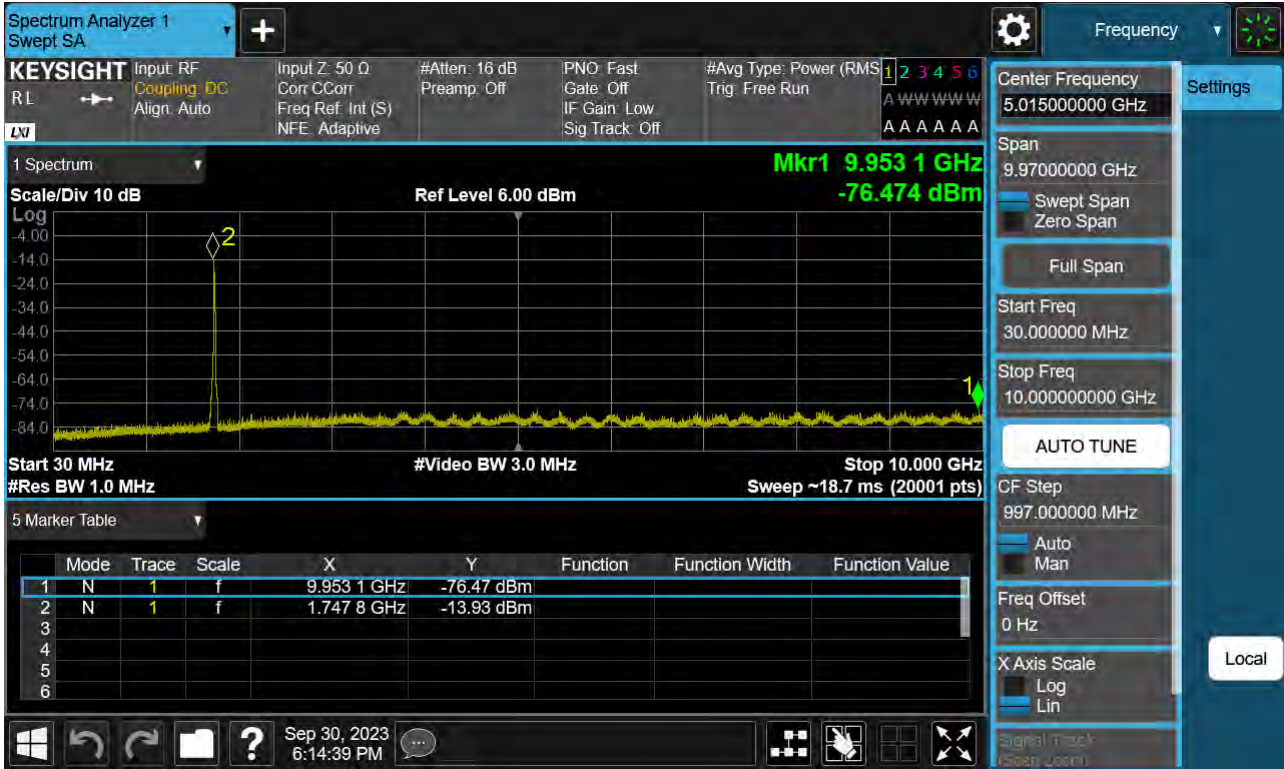 Spectrum Analyzer 1
Swept SA
Frequency
KEYSIGHT
R L
LXI
Input: RF
Coupling: DC
Align: Auto
Input Z: 50 Ω
Corr CCorr
Freq Ref: Int (S)
NFE: Adaptive
#Atten: 16 dB
Preamp: Off
PNO: Fast
Gate: Off
IF Gain: Low
Sig Track: Off
#Avg Type: Power (RMS
Trig: Free Run
1 2 3 4 5 6
A W W W W W
A A A A A A
1 Spectrum
Mkr1 9.953 1 GHz
-76.474 dBm
Scale/Div 10 dB
Ref Level 6.00 dBm
Log
-4.00
-14.0
-24.0
-34.0
-44.0
-54.0
-64.0
-74.0
-84.0
2
1
Start 30 MHz
#Video BW 3.0 MHz
Stop 10.000 GHz
#Res BW 1.0 MHz
Sweep ~18.7 ms (20001 pts)
5 Marker Table
Mode Trace Scale X Y Function Function Width Function Value
1 N 1 f 9.953 1 GHz -76.47 dBm
2 N 1 f 1.747 8 GHz -13.93 dBm
3
4
5
6
Sep 30, 2023
6:14:39 PM
Center Frequency
5.015000000 GHz
Settings
Span
9.97000000 GHz
Swept Span
Zero Span
Full Span
Start Freq
30.000000 MHz
Stop Freq
10.000000000 GHz
AUTO TUNE
CF Step
997.000000 MHz
Auto
Man
Freq Offset
0 Hz
X Axis Scale
Log
Lin
Local
Signal Track
(Span Zoom)